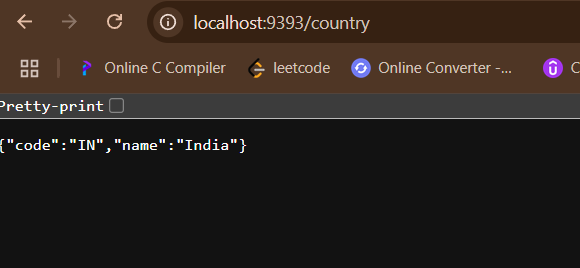 localhost:9393/country
Online C Compiler leetcode Online Converter -... C
Pretty-print
{"code":"IN","name":"India"}